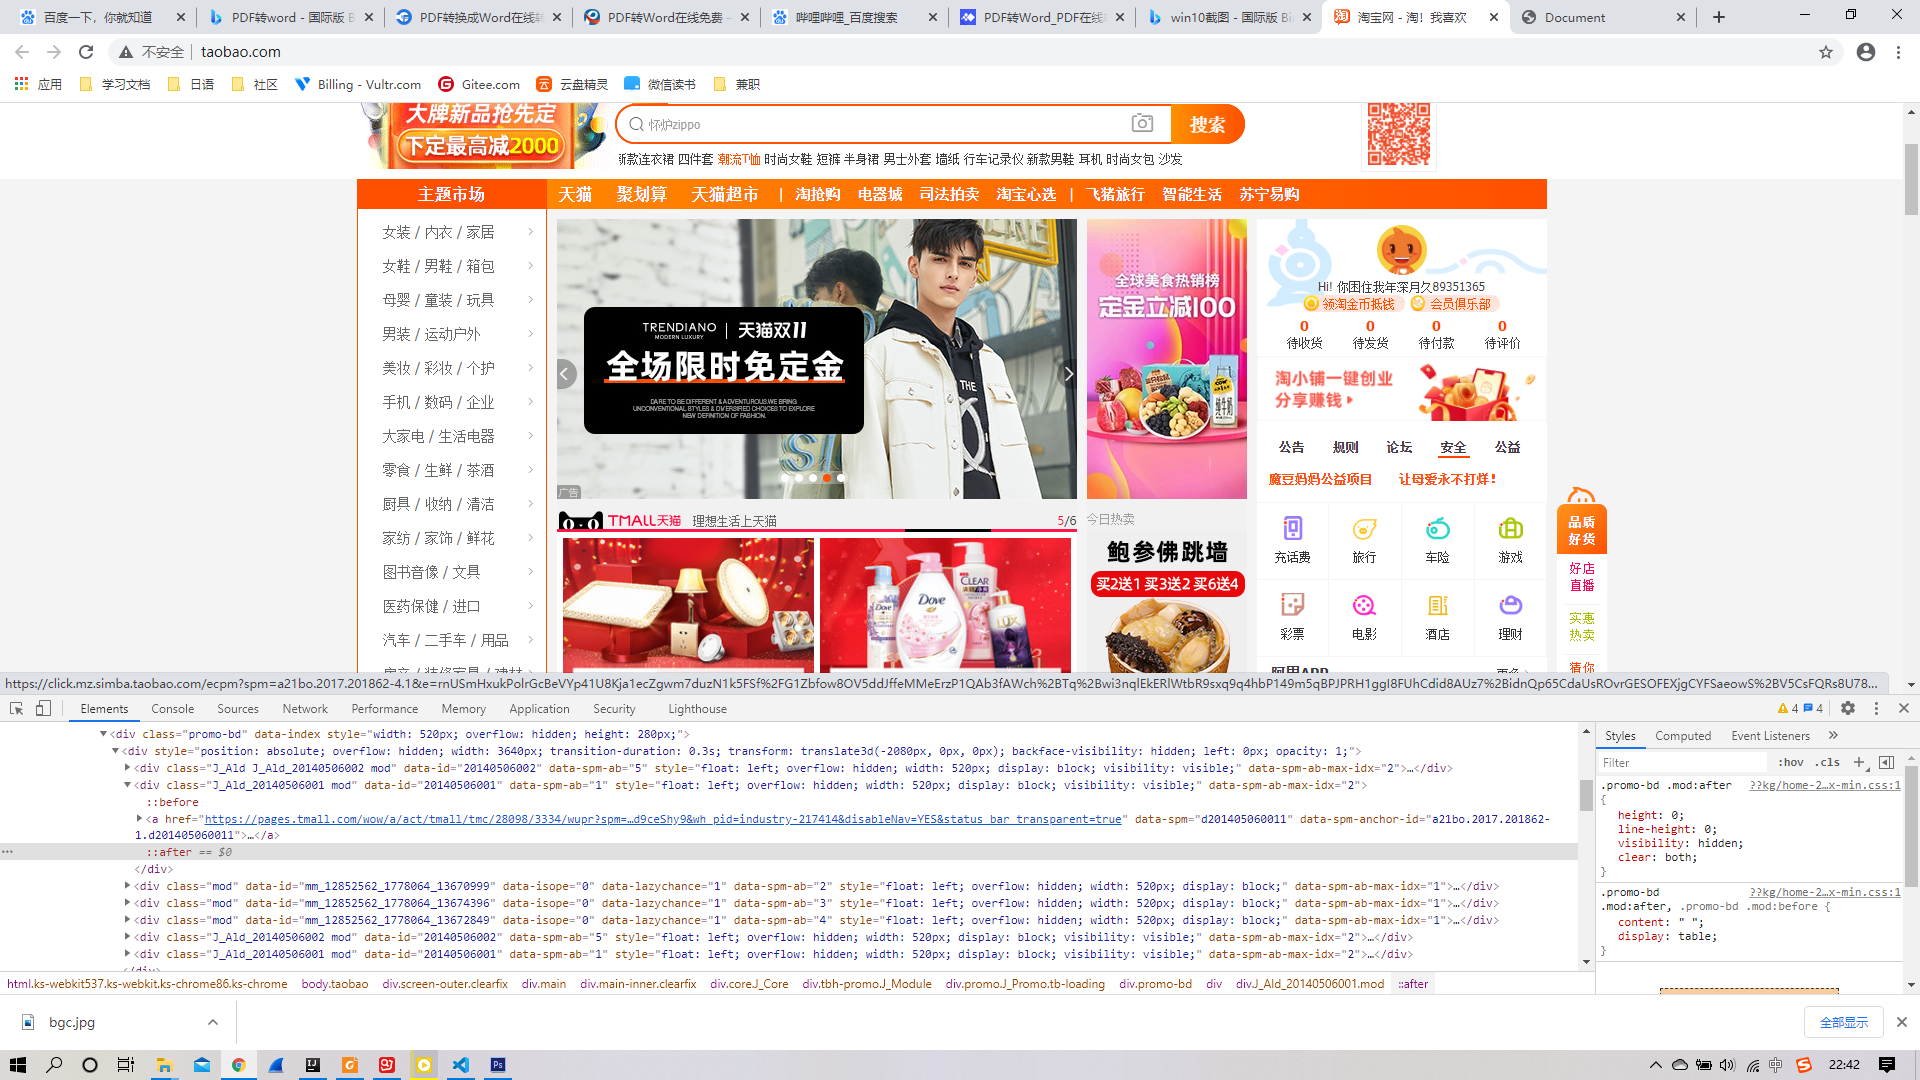 百度一下，你就知道
PDF转word - 国际版 B
PDF转换成Word在线转
PDF转Word在线免费 -
哔哩哔哩_百度搜索
PDF转Word_PDF在线
win10截图 - 国际版 Bin
淘宝网 - 淘！我喜欢
Document
不安全
taobao.com
应用
学习文档
日语
社区
Billing - Vultr.com
Gitee.com
云盘精灵
微信读书
兼职
大牌新品抢先定
下定最高减2000
怀炉zippo
搜索
新款连衣裙 四件套 潮流T恤 时尚女鞋 短裤 半身裙 男士外套 墙纸 行车记录仪 新款男鞋 耳机 时尚女包 沙发
主题市场
天猫 聚划算 天猫超市 | 淘抢购 电器城 司法拍卖 淘宝心选 | 飞猪旅行 智能生活 苏宁易购
女装 / 内衣 / 家居
女鞋 / 男鞋 / 箱包
母婴 / 童装 / 玩具
男装 / 运动户外
美妆 / 彩妆 / 个护
手机 / 数码 / 企业
大家电 / 生活电器
零食 / 生鲜 / 茶酒
厨具 / 收纳 / 清洁
家纺 / 家饰 / 鲜花
图书音像 / 文具
医药保健 / 进口
汽车 / 二手车 / 用品
房产 / 装修家具 / 建材
TRENDIANO
MODERN LUXURY
天猫双11
全场限时免定金
DARE TO BE DIFFERENT & ADVENTUROUS.WE BRING
UNCONVENTIONAL STYLES & DIVERSIFIED CHOICES TO EXPLORE
NEW DEFINITION OF FASHION.
THE
广告
全球美食热销榜
定金立减100
纯牛奶
TMALL天猫
理想生活上天猫
5/6
Dove
Dove
CLEAR
LUX
今日热卖
鲍参佛跳墙
买2送1 买3送2 买6送4
Hi! 你困住我年深月久89351365
领淘金币抵钱
会员俱乐部
0 0 0 0
待收货 待发货 待付款 待评价
淘小铺一键创业
分享赚钱
公告 规则 论坛 安全 公益
魔豆妈妈公益项目
让母爱永不打烊！
充话费 旅行 车险 游戏
彩票 电影 酒店 理财
阿里APP
更多
品质
好货
好店
直播
实惠
热卖
猜你
https://click.mz.simba.taobao.com/ecpm?spm=a21bo.2017.201862-4.1&e=rnUSmHxukPolrGcBeVYp41U8Kja1ecZgwm7duzN1k5FSf%2FG1Zbfow8OV5ddJffeMMeErzP1QAb3fAWch%2BTq%2Bwi3nqlEkERlWtbR9sxq9q4hbP149m5qBPJPRH1ggI8FUhCdid8AUz7%2BidnQp65CdaUsROvrGESOFEXjgCYFSaeowS%2BV5CsFQRs8U78...
Elements Console Sources Network Performance Memory Application Security Lighthouse
4 4
<div class="promo-bd" data-index style="width: 520px; overflow: hidden; height: 280px;">
<div style="position: absolute; overflow: hidden; width: 3640px; transition-duration: 0.3s; transform: translate3d(-2080px, 0px, 0px); backface-visibility: hidden; left: 0px; opacity: 1;">
<div class="J_Ald J_Ald_20140506002 mod" data-id="20140506002" data-spm-ab="5" style="float: left; overflow: hidden; width: 520px; display: block; visibility: visible;" data-spm-ab-max-idx="2">…</div>
<div class="J_Ald_20140506001 mod" data-id="20140506001" data-spm-ab="1" style="float: left; overflow: hidden; width: 520px; display: block; visibility: visible;" data-spm-ab-max-idx="2">
::before
<a href="https://pages.tmall.com/wow/a/act/tmall/tmc/28098/3334/wupr?spm=…d9ceShy9&wh_pid=industry-217414&disableNav=YES&status_bar_transparent=true" data-spm="d201405060011" data-spm-anchor-id="a21bo.2017.201862-
1.d201405060011">…</a>
::after == $0
</div>
<div class="mod" data-id="mm_12852562_1778064_13670999" data-isope="0" data-lazychance="1" data-spm-ab="2" style="float: left; overflow: hidden; width: 520px; display: block;" data-spm-ab-max-idx="1">…</div>
<div class="mod" data-id="mm_12852562_1778064_13674396" data-isope="0" data-lazychance="1" data-spm-ab="3" style="float: left; overflow: hidden; width: 520px; display: block;" data-spm-ab-max-idx="1">…</div>
<div class="mod" data-id="mm_12852562_1778064_13672849" data-isope="0" data-lazychance="1" data-spm-ab="4" style="float: left; overflow: hidden; width: 520px; display: block;" data-spm-ab-max-idx="1">…</div>
<div class="J_Ald_20140506002 mod" data-id="20140506002" data-spm-ab="5" style="float: left; overflow: hidden; width: 520px; display: block; visibility: visible;" data-spm-ab-max-idx="2">…</div>
<div class="J_Ald_20140506001 mod" data-id="20140506001" data-spm-ab="1" style="float: left; overflow: hidden; width: 520px; display: block; visibility: visible;" data-spm-ab-max-idx="2">…</div>
</div>
html.ks-webkit537.ks-webkit.ks-chrome86.ks-chrome body.taobao div.screen-outer.clearfix div.main div.main-inner.clearfix div.coreJ_Core div.tbh-promo.J_Module div.promo.J_Promo.tb-loading div.promo-bd div div.J_Ald_20140506001.mod ::after
Styles Computed Event Listeners
Filter
:hov .cls
.promo-bd .mod:after ??kg/home-2…x-min.css:1
{
height: 0;
line-height: 0;
visibility: hidden;
clear: both;
}
.promo-bd ??kg/home-2…x-min.css:1
.mod:after, .promo-bd .mod:before {
content: " ";
display: table;
}
bgc.jpg
全部显示
22:42